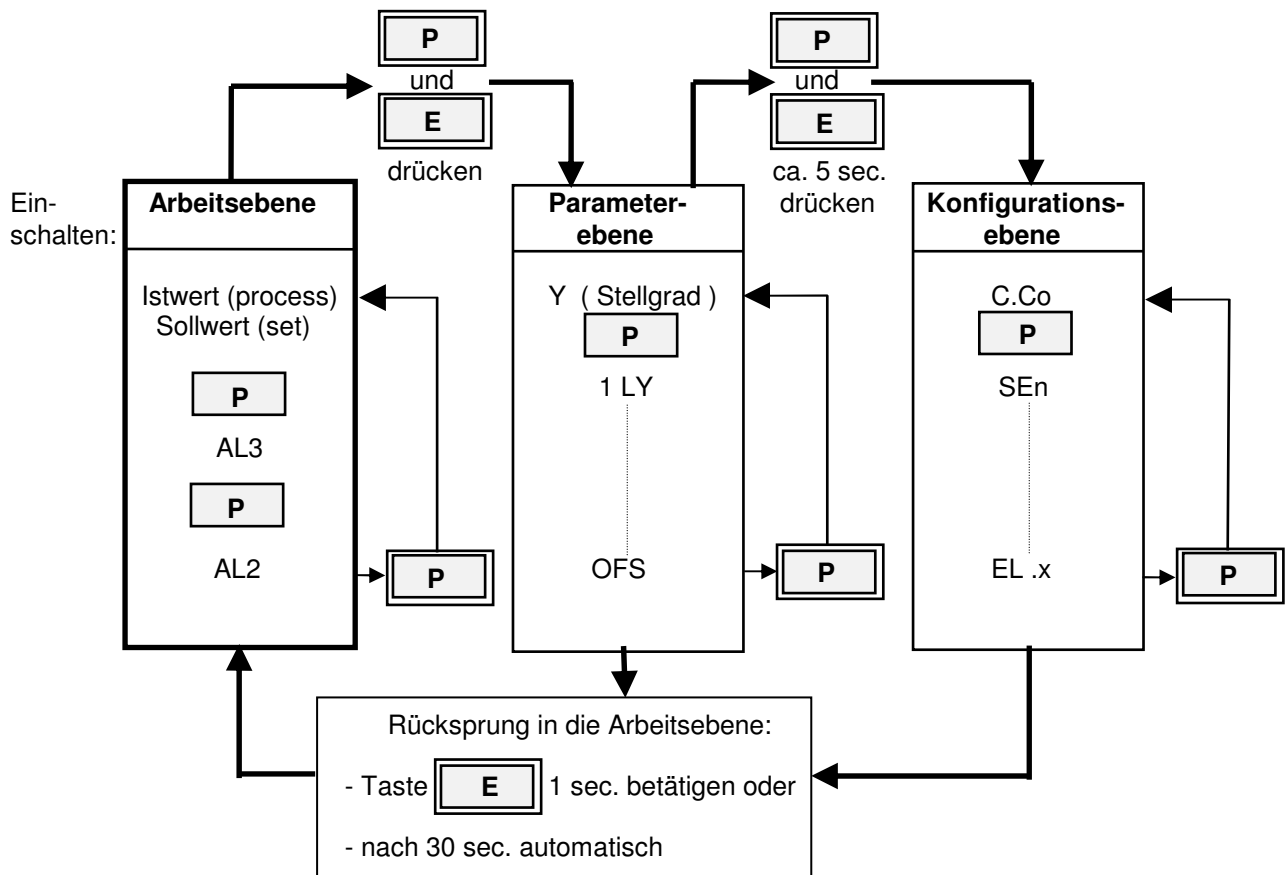 P
und
E
drücken
P
und
E
ca. 5 sec.
drücken
Ein-
schalten:
Arbeitsebene
Istwert (process)
Sollwert (set)
P
AL3
P
AL2
P
Parameter-
ebene
Y ( Stellgrad )
P
1 LY
OFS
P
Konfigurations-
ebene
C.Co
P
SEn
EL .x
P
Rücksprung in die Arbeitsebene:
- Taste E 1 sec. betätigen oder
- nach 30 sec. automatisch